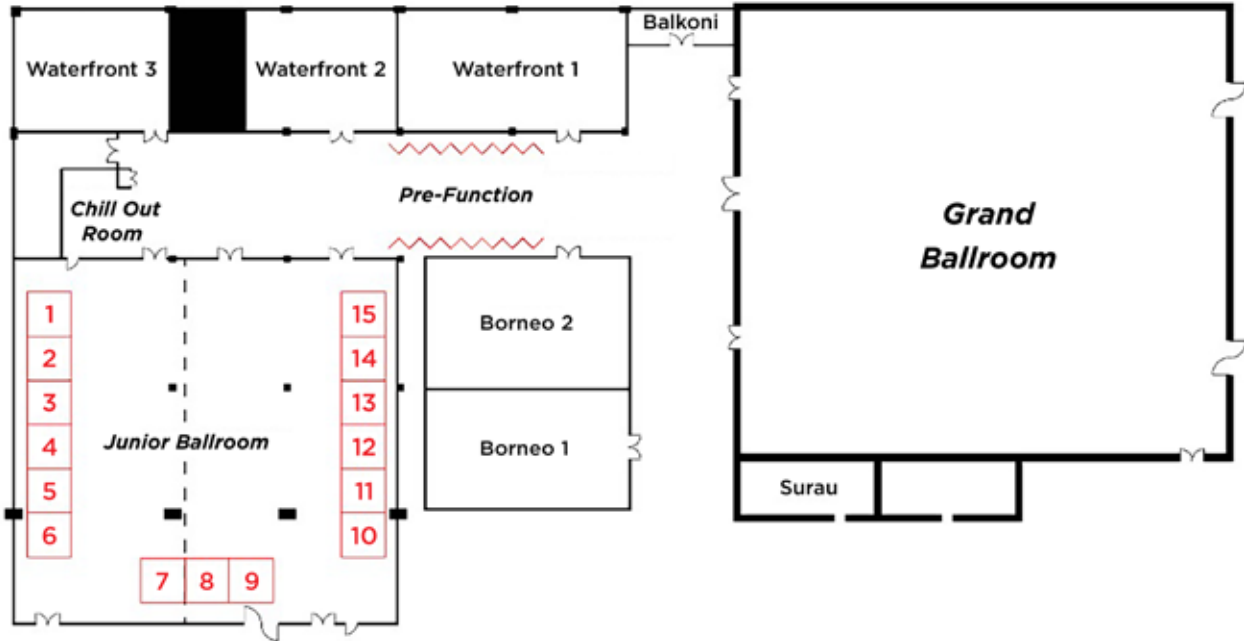 Balkoni
Waterfront 3
Waterfront 2
Waterfront 1
Pre-Function
Chill Out
Room
Grand
Ballroom
1
2
3
4
5
6
Junior Ballroom
15
14
13
12
11
10
7 8 9
Borneo 2
Borneo 1
Surau